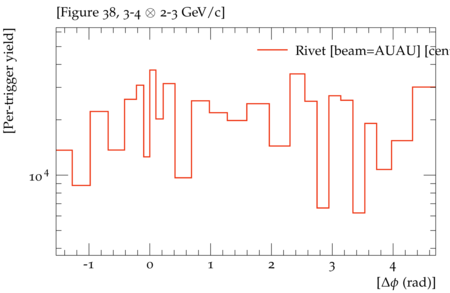 [Figure 38, 3-4 ⊗ 2-3 GeV/c]
[Per-trigger yield]
Rivet [beam=AUAU] [cen
10⁴
-1 0 1 2 3 4
[Δϕ (rad)]